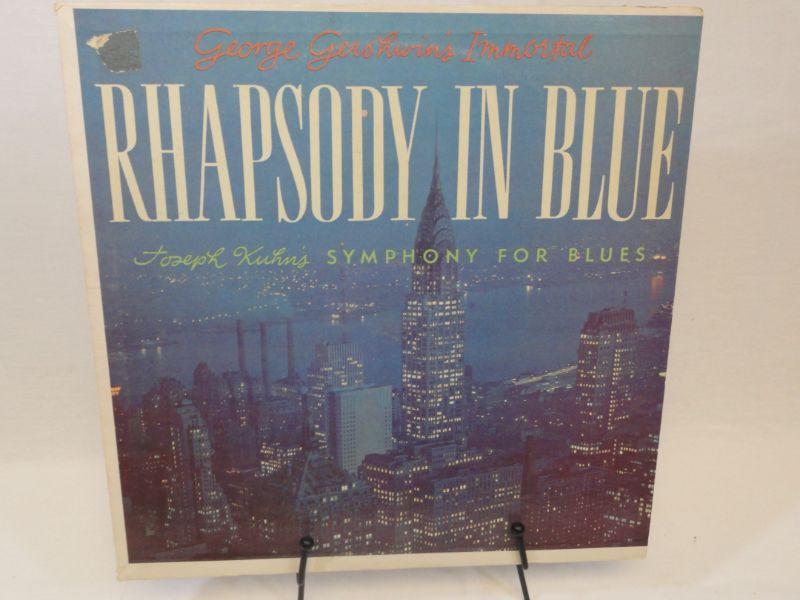 George Gershwin's Immortal
RHAPSODY IN BLUE
Joseph Kuhn's SYMPHONY FOR BLUES